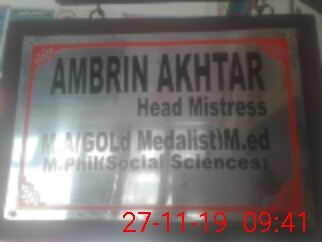 AMBRIN AKHTAR
Head Mistress
M.A(GOLd Medalist)M.ed
M.Phil(Social Sciences)
27-11-19 09:41